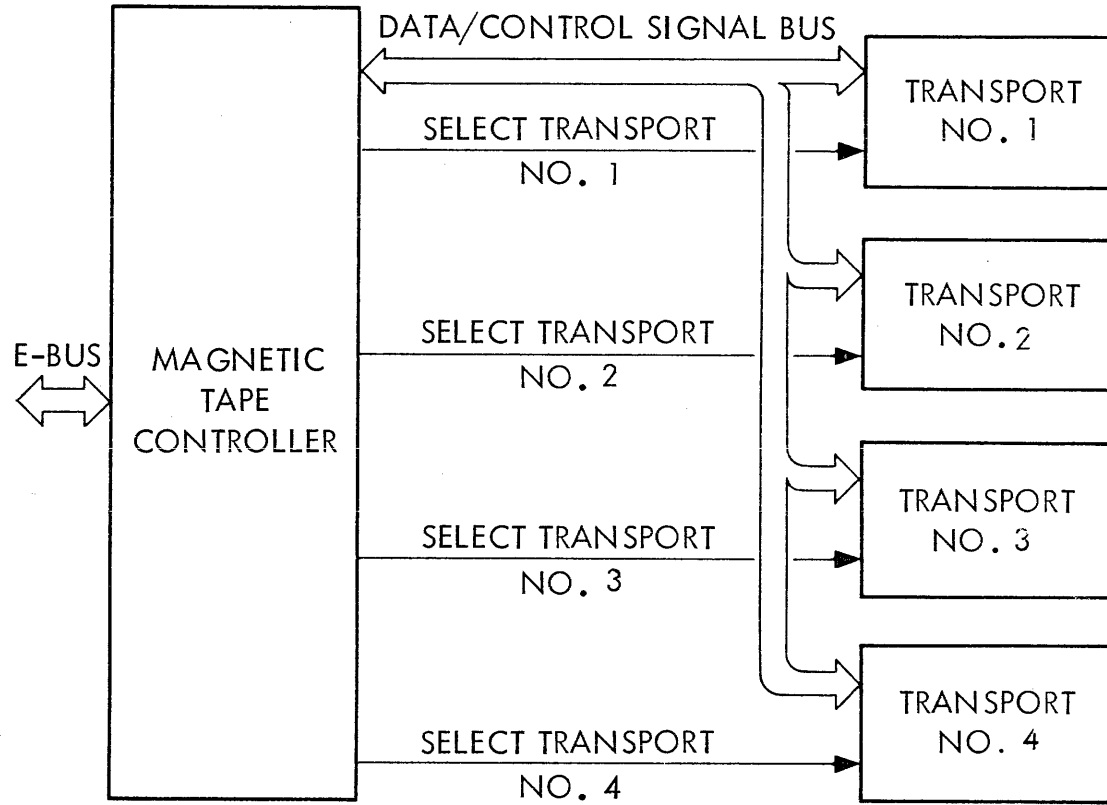 DATA/CONTROL SIGNAL BUS
TRANSPORT
NO. 1
SELECT TRANSPORT
NO. 1
TRANSPORT
NO. 2
SELECT TRANSPORT
NO. 2
E-BUS
MAGNETIC
TAPE
CONTROLLER
TRANSPORT
NO. 3
SELECT TRANSPORT
NO. 3
TRANSPORT
NO. 4
SELECT TRANSPORT
NO. 4